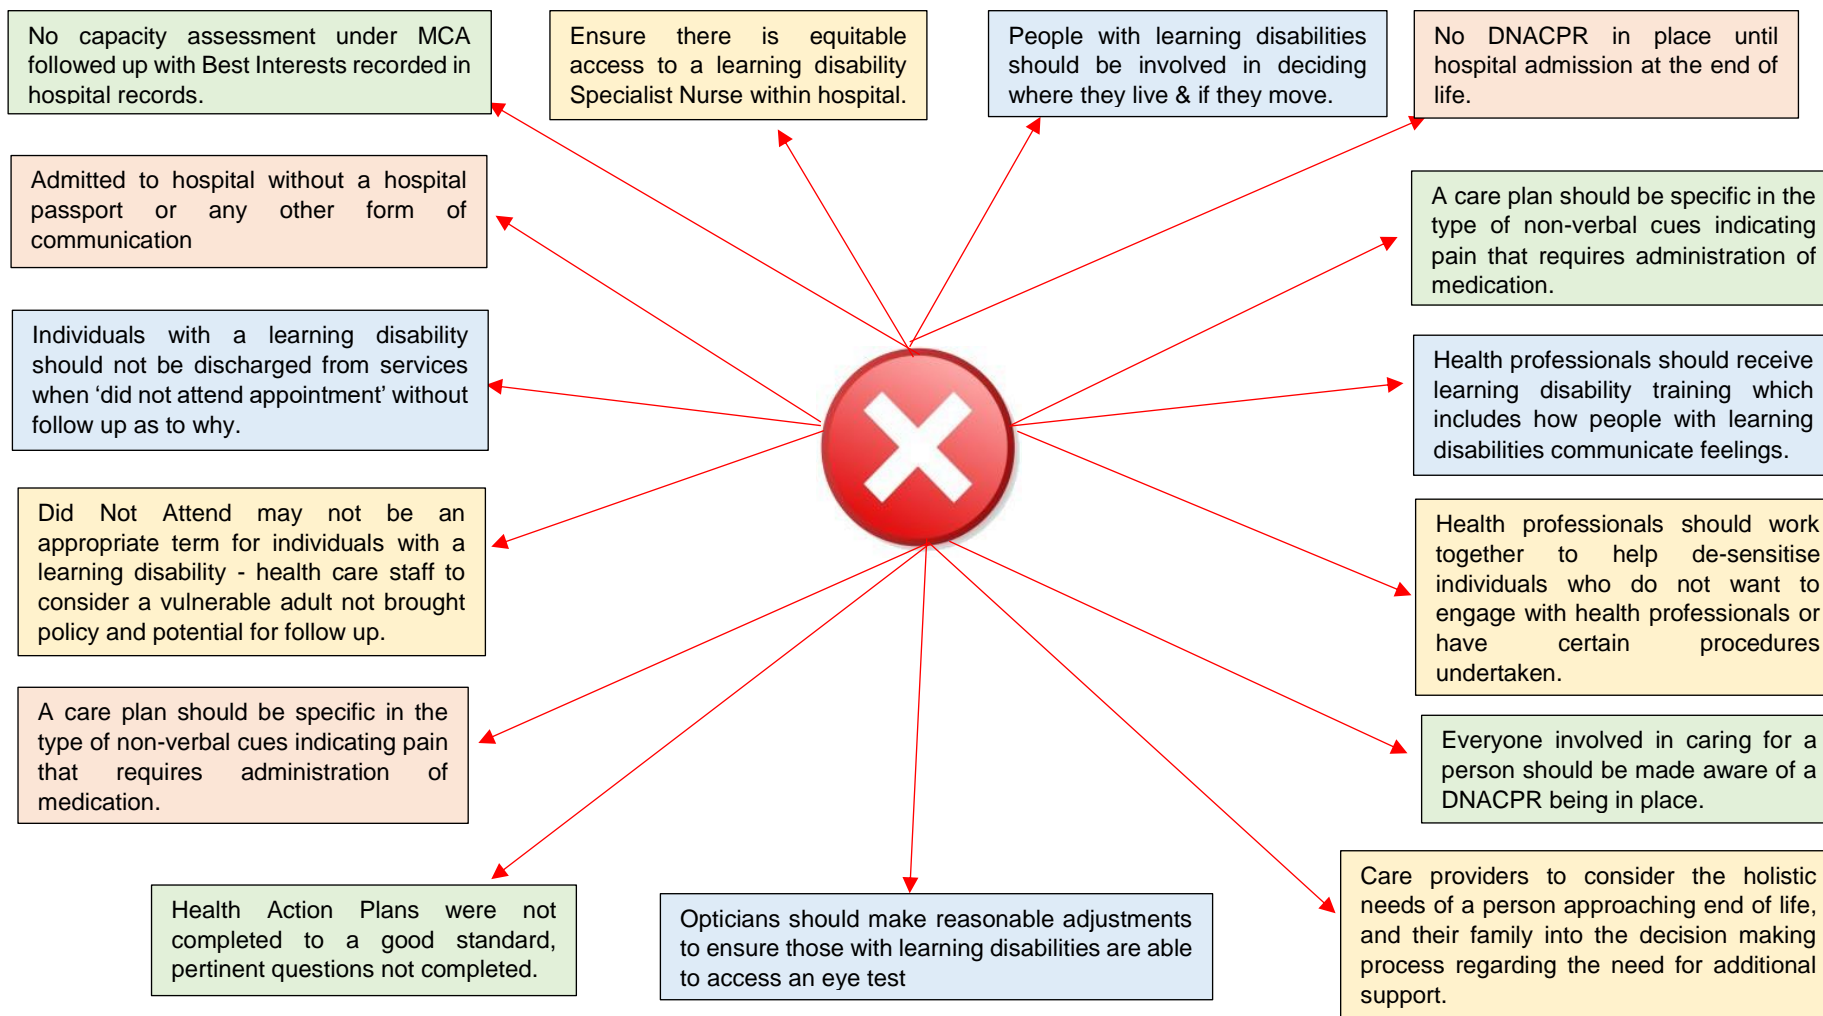 No capacity assessment under MCA
followed up with Best Interests recorded in
hospital records.
Ensure there is equitable
access to a learning disability
Specialist Nurse within hospital.
People with learning disabilities
should be involved in deciding
where they live & if they move.
No DNACPR in place until
hospital admission at the end of
life.
Admitted to hospital without a hospital
passport or any other form of
communication
A care plan should be specific in the
type of non-verbal cues indicating
pain that requires administration of
medication.
Individuals with a learning disability
should not be discharged from services
when ‘did not attend appointment’ without
follow up as to why.
Health professionals should receive
learning disability training which
includes how people with learning
disabilities communicate feelings.
Did Not Attend may not be an
appropriate term for individuals with a
learning disability - health care staff to
consider a vulnerable adult not brought
policy and potential for follow up.
Health professionals should work
together to help de-sensitise
individuals who do not want to
engage with health professionals or
have certain procedures
undertaken.
A care plan should be specific in the
type of non-verbal cues indicating pain
that requires administration of
medication.
Everyone involved in caring for a
person should be made aware of a
DNACPR being in place.
Health Action Plans were not
completed to a good standard,
pertinent questions not completed.
Opticians should make reasonable adjustments
to ensure those with learning disabilities are able
to access an eye test
Care providers to consider the holistic
needs of a person approaching end of life,
and their family into the decision making
process regarding the need for additional
support.